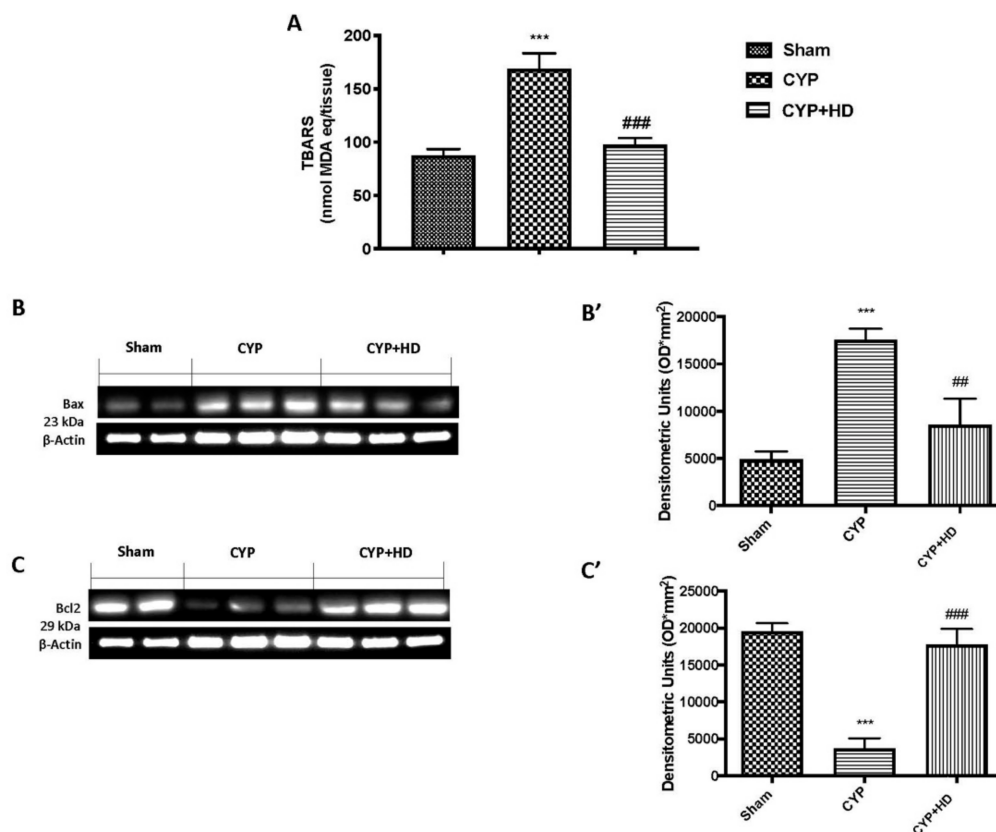 A
TBARS
(nmol MDA eq/tissue)
200
150
100
50
0
***
###
Sham
CYP
CYP+HD
B
Sham CYP CYP+HD
Bax
23 kDa
β-Actin
B’
Densitometric Units (OD*mm²)
20000
15000
10000
5000
0
***
##
Sham
CYP
CYP+HD
C
Sham CYP CYP+HD
Bcl2
29 kDa
β-Actin
C’
Densitometric Units (OD*mm²)
25000
20000
15000
10000
5000
0
***
###
Sham
CYP
CYP+HD